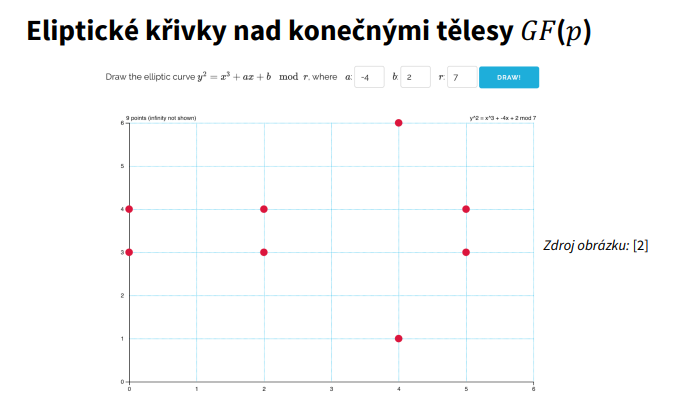 Eliptické křivky nad konečnými tělesy GF(p)
Draw the elliptic curve y² = x³ + ax + b mod r, where a: -4 b: 2 r: 7 DRAW!
9 points (infinity not shown) y^2 = x^3 + -4x + 2 mod 7
6
5
4
3
Zdroj obrázku: [2]
2
1
0
0 1 2 3 4 5 6